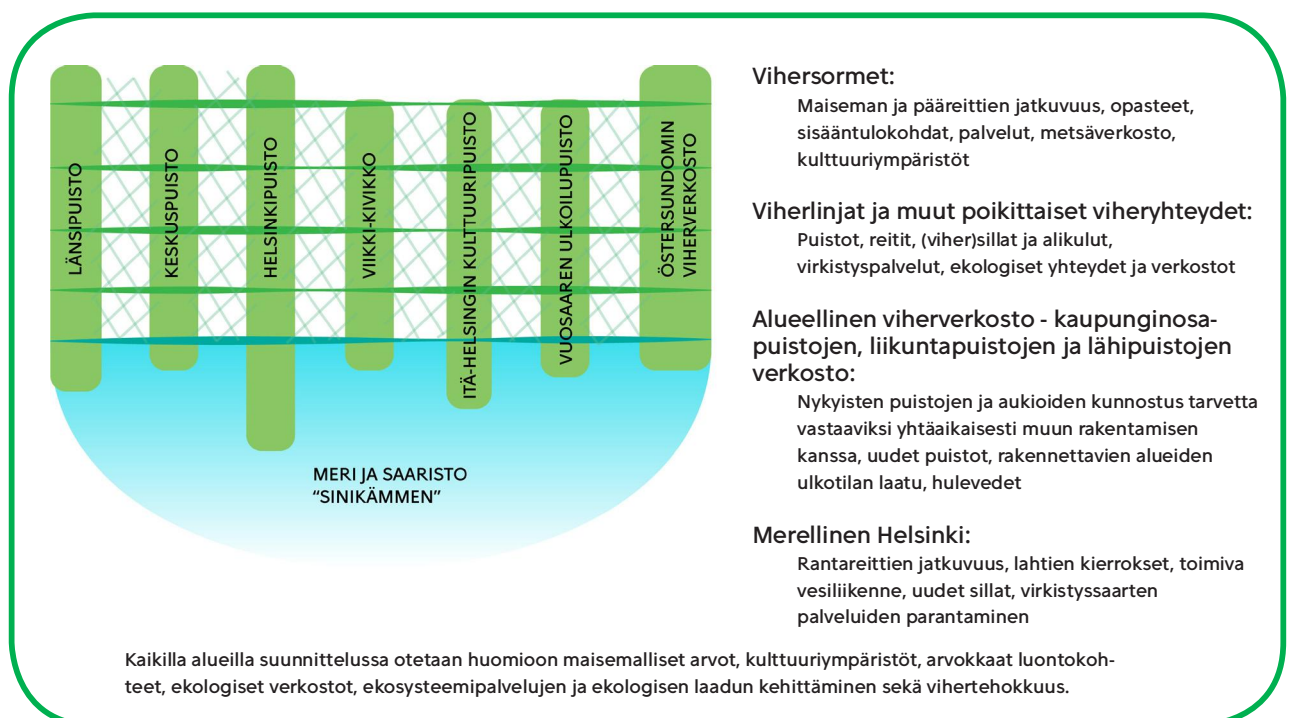 LÄNSIPUISTO
KESKUSPUISTO
HELSINKIPUISTO
VIIKKI-KIVIKKO
ITÄ-HELSINGIN KULTTUURIPUISTO
VUOSAAREN ULKOILUPUISTO
ÖSTERSUNDOMIN
VIHERVERKOSTO
MERI JA SAARISTO
“SINIKÄMMEN”
Vihersormet:
Maiseman ja pääreittien jatkuvuus, opasteet,
sisääntulokohdat, palvelut, metsäverkosto,
kulttuuriympäristöt
Viherlinjat ja muut poikittaiset viheryhteydet:
Puistot, reitit, (viher)sillat ja alikulut,
virkistyspalvelut, ekologiset yhteydet ja verkostot
Alueellinen viherverkosto - kaupunginosa-
puistojen, liikuntapuistojen ja lähipuistojen
verkosto:
Nykyisten puistojen ja aukioiden kunnostus tarvetta
vastaaviksi yhtäaikaisesti muun rakentamisen
kanssa, uudet puistot, rakennettavien alueiden
ulkotilan laatu, hulevedet
Merellinen Helsinki:
Rantareittien jatkuvuus, lahtien kierrokset, toimiva
vesiliikenne, uudet sillat, virkistyssaarten
palveluiden parantaminen
Kaikilla alueilla suunnittelussa otetaan huomioon maisemalliset arvot, kulttuuriympäristöt, arvokkaat luontokoh-
teet, ekologiset verkostot, ekosysteemipalvelujen ja ekologisen laadun kehittäminen sekä vihertehokkuus.